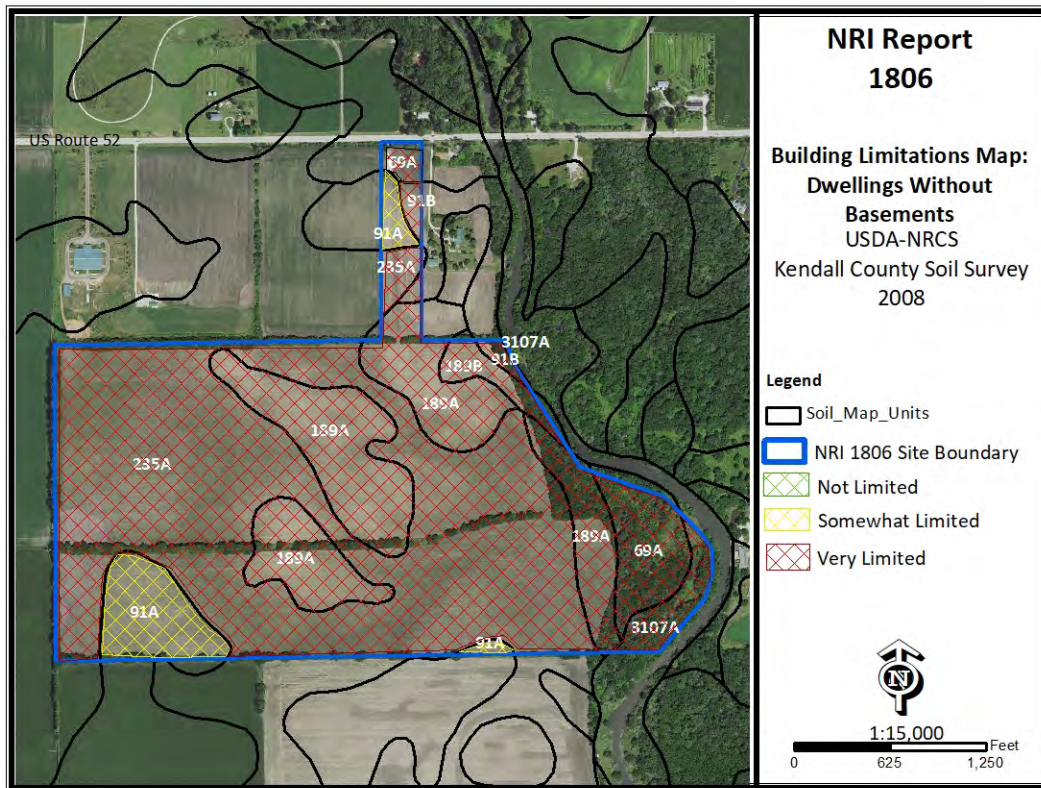 NRI Report
1806
Building Limitations Map:
Dwellings Without
Basements
USDA-NRCS
Kendall County Soil Survey
2008
Legend
Soil_Map_Units
NRI 1806 Site Boundary
Not Limited
Somewhat Limited
Very Limited
N
1:15,000
Feet
0 625 1,250
US Route 52
69A
91B
91A
235A
3107A
91B
189B
189A
189A
235A
189A
189A
69A
91A
3107A
91A